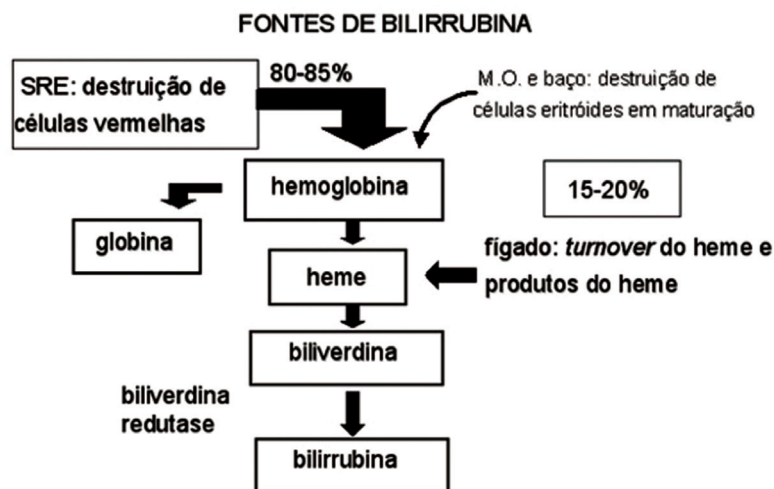 FONTES DE BILIRRUBINA
SRE: destruição de
células vermelhas
80-85%
M.O. e baço: destruição de
células eritróides em maturação
hemoglobina
15-20%
globina
fígado: turnover do heme e
produtos do heme
heme
biliverdina
biliverdina
redutase
bilirrubina